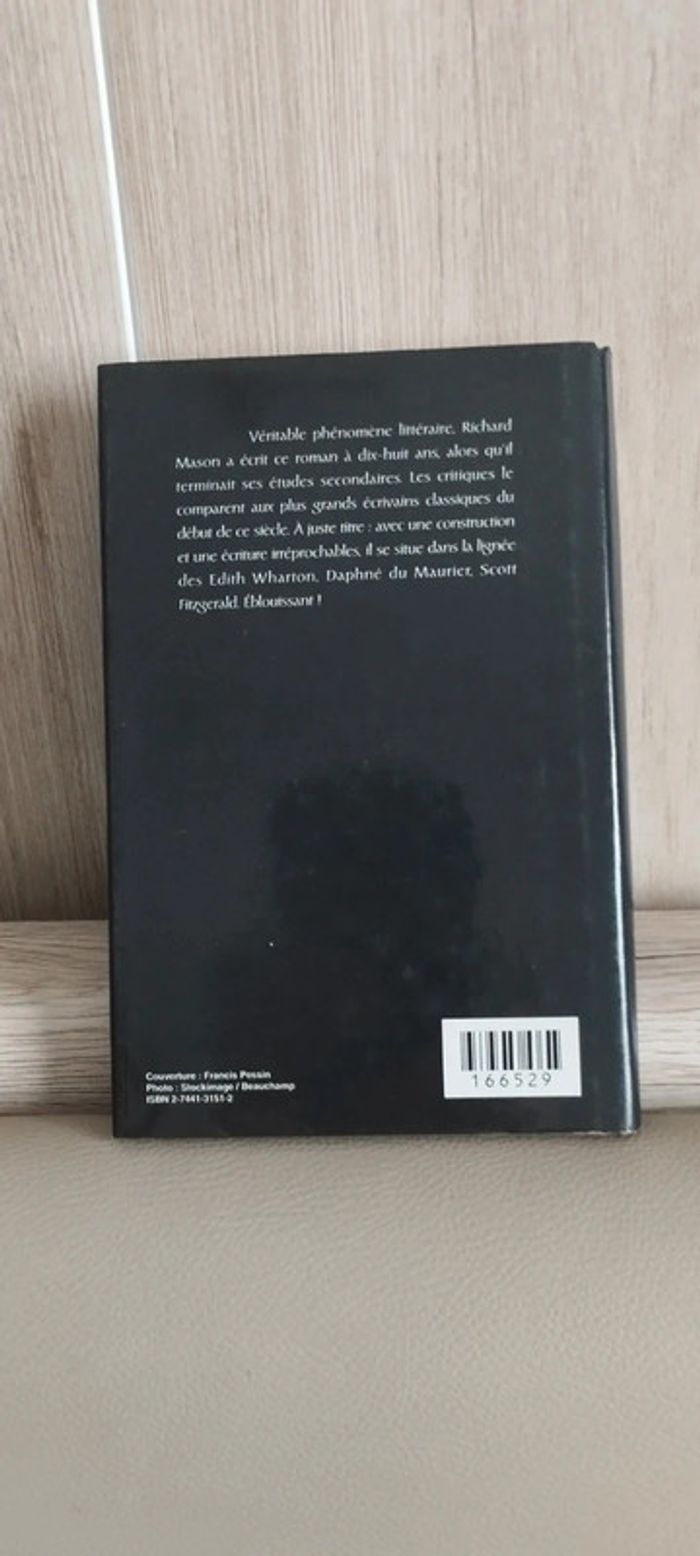 Véritable phénomène littéraire, Richard
Mason a écrit ce roman à dix-huit ans, alors qu'il
terminait ses études secondaires. Les critiques le
comparent aux plus grands écrivains classiques du
début de ce siècle. À juste titre : avec une construction
et une écriture irréprochables, il se situe dans la lignée
des Edith Wharton, Daphné du Maurier, Scott
Fitzgerald. Éblouissant !
Couverture : Francis Pessin
Photo : Stockimage / Beauchamp
ISBN 2-7441-3151-2
166529